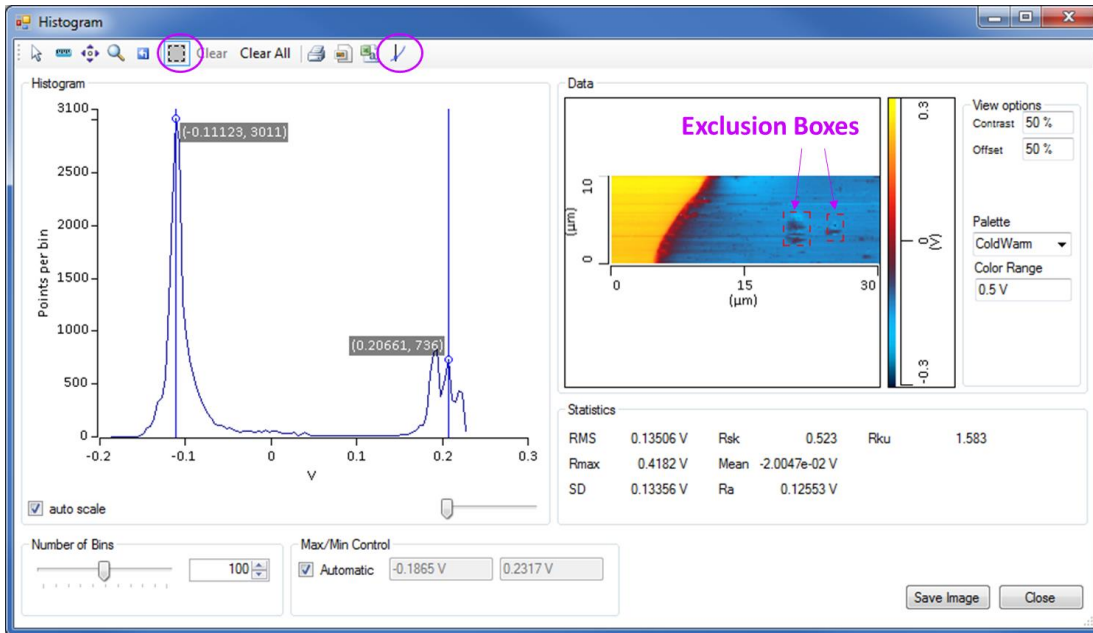 Histogram
Clear Clear All
Histogram
3100
2500
2000
1500
1000
500
0
Points per bin
(-0.11123, 3011)
(0.20661, 736)
-0.2 -0.1 0 0.1 0.2 0.3
V
auto scale
Data
Exclusion Boxes
10
0
(µm)
0 15 30
(µm)
0.3
0
(V)
-0.3
View options
Contrast 50 %
Offset 50 %
Palette
ColdWarm
Color Range
0.5 V
Statistics
RMS 0.13506 V Rsk 0.523 Rku 1.583
Rmax 0.4182 V Mean -2.0047e-02 V
SD 0.13356 V Ra 0.12553 V
Number of Bins
100
Max/Min Control
Automatic -0.1865 V 0.2317 V
Save Image Close